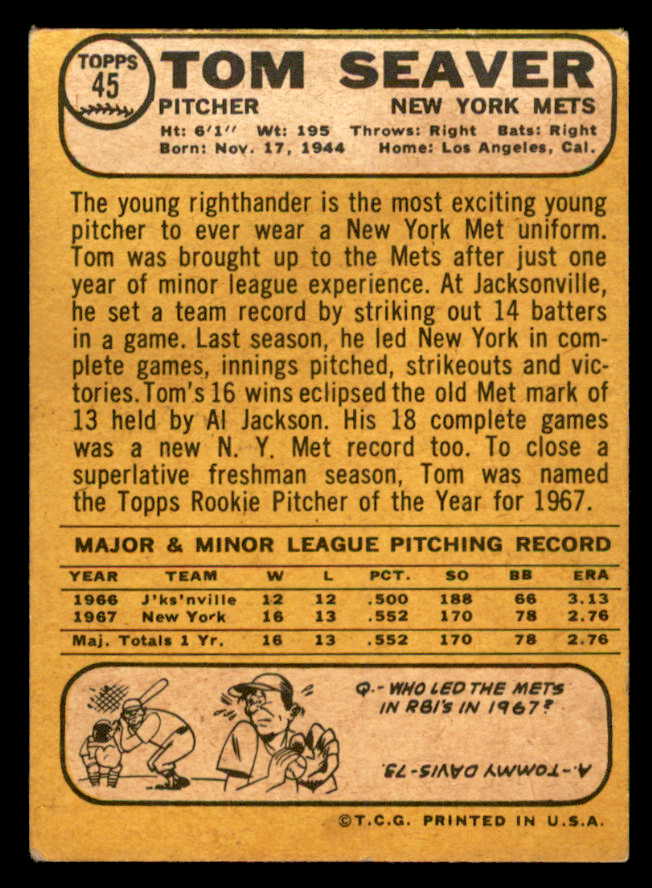 TOPPS
45
TOM SEAVER
PITCHER NEW YORK METS
Ht: 6'1" Wt: 195 Throws: Right Bats: Right
Born: Nov. 17, 1944 Home: Los Angeles, Cal.
The young righthander is the most exciting young
pitcher to ever wear a New York Met uniform.
Tom was brought up to the Mets after just one
year of minor league experience. At Jacksonville,
he set a team record by striking out 14 batters
in a game. Last season, he led New York in com-
plete games, innings pitched, strikeouts and vic-
tories. Tom's 16 wins eclipsed the old Met mark of
13 held by Al Jackson. His 18 complete games
was a new N. Y. Met record too. To close a
superlative freshman season, Tom was named
the Topps Rookie Pitcher of the Year for 1967.
MAJOR & MINOR LEAGUE PITCHING RECORD
YEAR TEAM W L PCT. SO BB ERA
1966 J'ks'nville 12 12 .500 188 66 3.13
1967 New York 16 13 .552 170 78 2.76
Maj. Totals 1 Yr. 16 13 .552 170 78 2.76
Q.- WHO LED THE METS
IN RBI'S IN 1967?
A.- TOMMY DAVIS-73.
©T.C.G. PRINTED IN U.S.A.